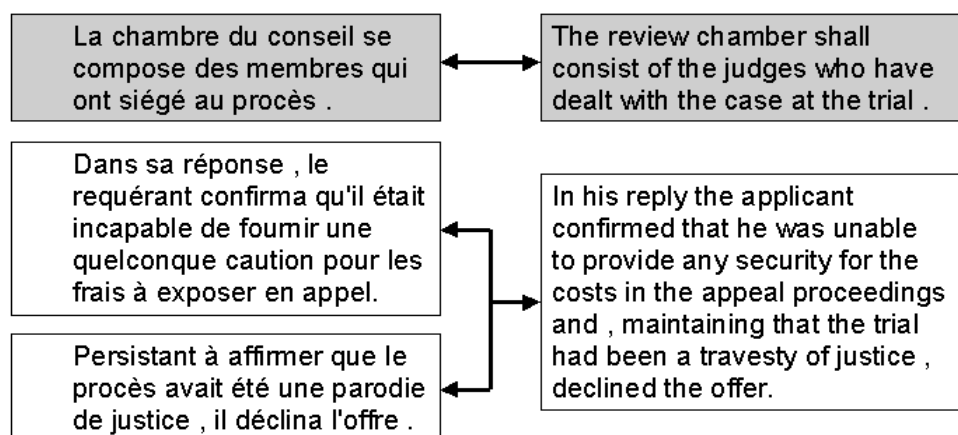 La chambre du conseil se
compose des membres qui
ont siégé au procès .
The review chamber shall
consist of the judges who have
dealt with the case at the trial .
Dans sa réponse , le
requérant confirma qu'il était
incapable de fournir une
quelconque caution pour les
frais à exposer en appel.
Persistant à affirmer que le
procès avait été une parodie
de justice , il déclina l'offre .
In his reply the applicant
confirmed that he was unable
to provide any security for the
costs in the appeal proceedings
and , maintaining that the trial
had been a travesty of justice ,
declined the offer.